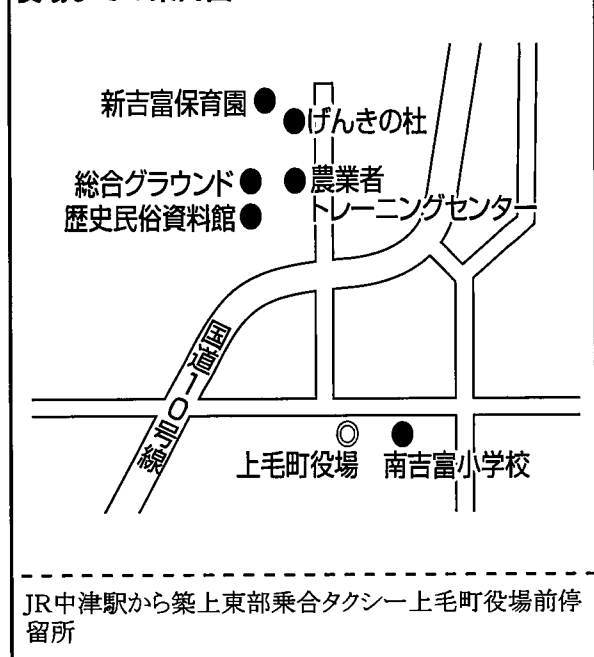 新吉富保育園
げんきの杜
総合グラウンド
農業者
トレーニングセンター
歴史民俗資料館
国道10号線
上毛町役場
南吉富小学校
JR中津駅から築上東部乗合タクシー上毛町役場前停
留所